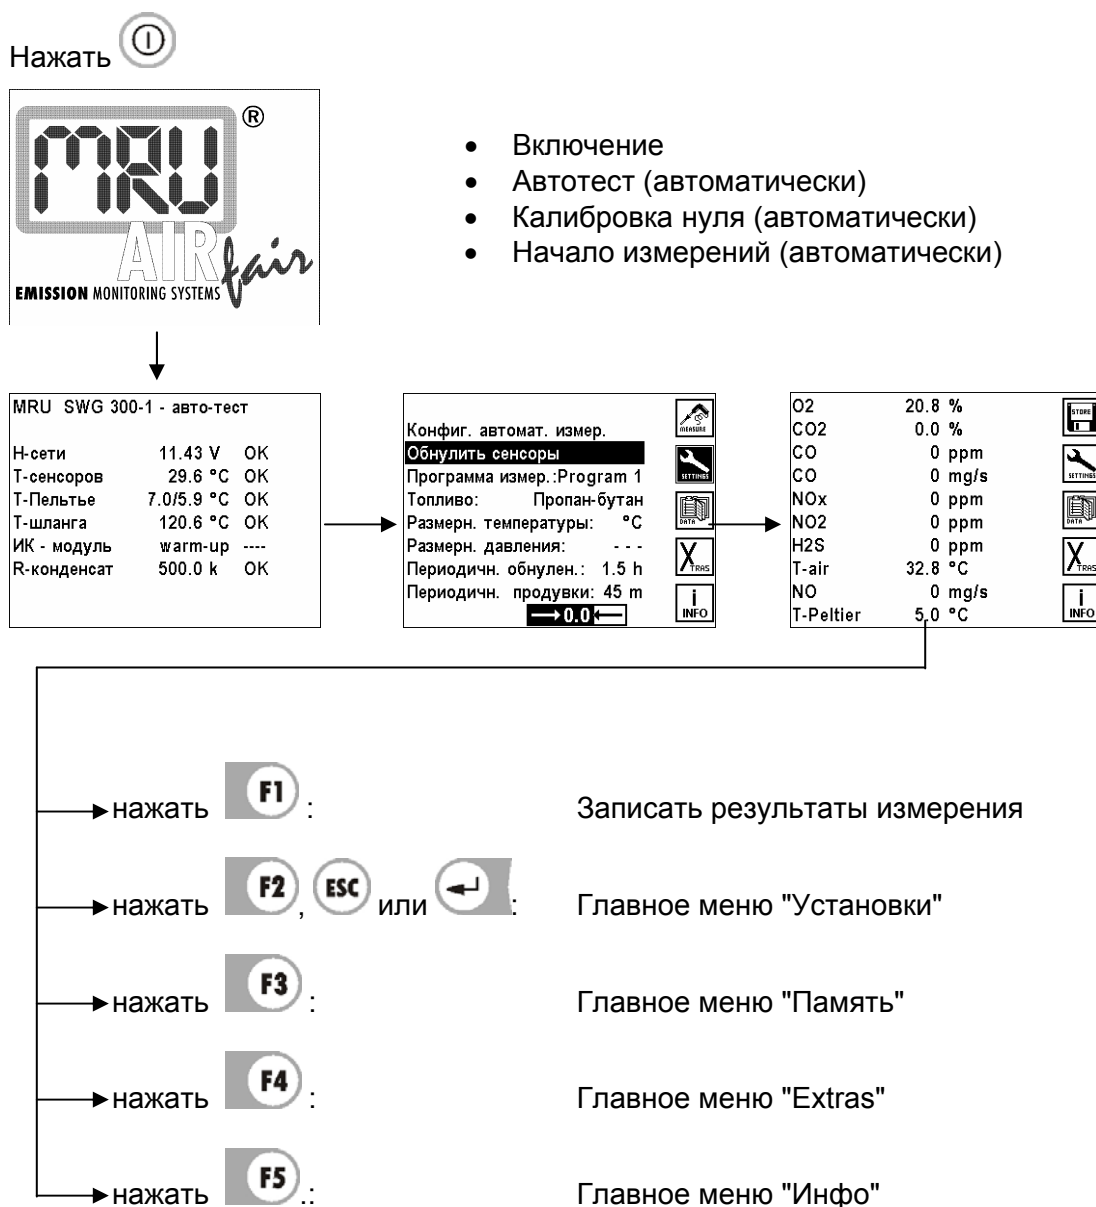 Нажать
MRU ®
AIR fair
EMISSION MONITORING SYSTEMS
• Включение
• Автотест (автоматически)
• Калибровка нуля (автоматически)
• Начало измерений (автоматически)
MRU SWG 300-1 - авто-тест
Н-сети 11.43 V OK
Т-сенсоров 29.6 °C OK
Т-Пельтье 7.0/5.9 °C OK
Т-шланга 120.6 °C OK
ИК - модуль warm-up ----
R-конденсат 500.0 k OK
Конфиг. автомат. измер.
Обнулить сенсоры
Программа измер.:Program 1
Топливо: Пропан-бутан
Размерн. температуры: °C
Размерн. давления: - - -
Периодичн. обнулен.: 1.5 h
Периодичн. продувки: 45 m
→0.0←
MEASURE
SETTINGS
DATA
XTRAS
i INFO
O2 20.8 %
CO2 0.0 %
CO 0 ppm
CO 0 mg/s
NOx 0 ppm
NO2 0 ppm
H2S 0 ppm
T-air 32.8 °C
NO 0 mg/s
T-Peltier 5.0 °C
STORE
SETTINGS
DATA
XTRAS
i INFO
нажать F1 : Записать результаты измерения
нажать F2 , ESC или : Главное меню "Установки"
нажать F3 : Главное меню "Память"
нажать F4 : Главное меню "Extras"
нажать F5 .: Главное меню "Инфо"